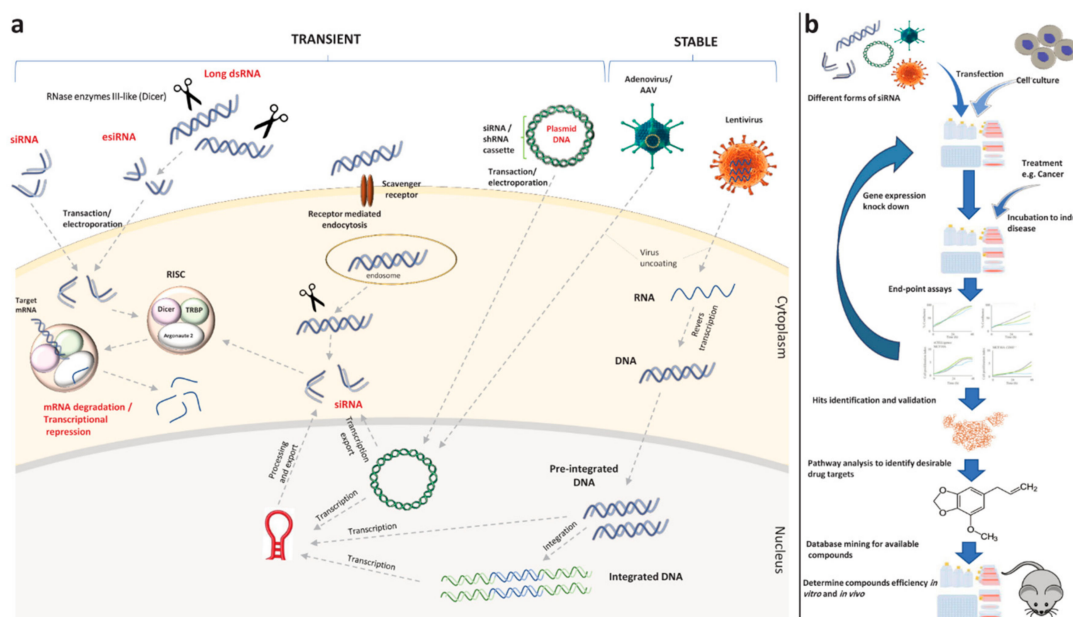 a
TRANSIENT
STABLE
Long dsRNA
RNase enzymes III-like (Dicer)
siRNA
esiRNA
siRNA /
shRNA
cassette
Plasmid
DNA
Adenovirus/
AAV
Lentivirus
Transaction/
electroporation
Scavenger
receptor
Receptor mediated
endocytosis
Transaction/
electroporation
endosome
Virus
uncoating
RISC
Target
mRNA
Dicer
TRBP
Argonaute 2
RNA
Revers
transcription
DNA
Cytoplasm
mRNA degradation /
Transcriptional
repression
siRNA
Processing
and export
Transcription
export
Pre-integrated
DNA
Transcription
Transcription
Integration
Transcription
Integrated DNA
Nucleus
b
Different forms of siRNA
Transfection
Cell culture
Gene expression
knock down
Treatment
e.g. Cancer
Incubation to indu
disease
End-point assays
Hits identification and validation
Pathway analysis to identify desirable
drug targets
O
O
CH2
O
CH3
Database mining for available
compounds
Determine compounds efficiency in
vitro and in vivo